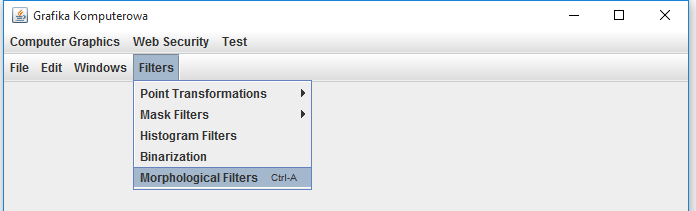 Grafika Komputerowa
Computer Graphics Web Security Test
File Edit Windows Filters
Point Transformations
Mask Filters
Histogram Filters
Binarization
Morphological Filters Ctrl-A